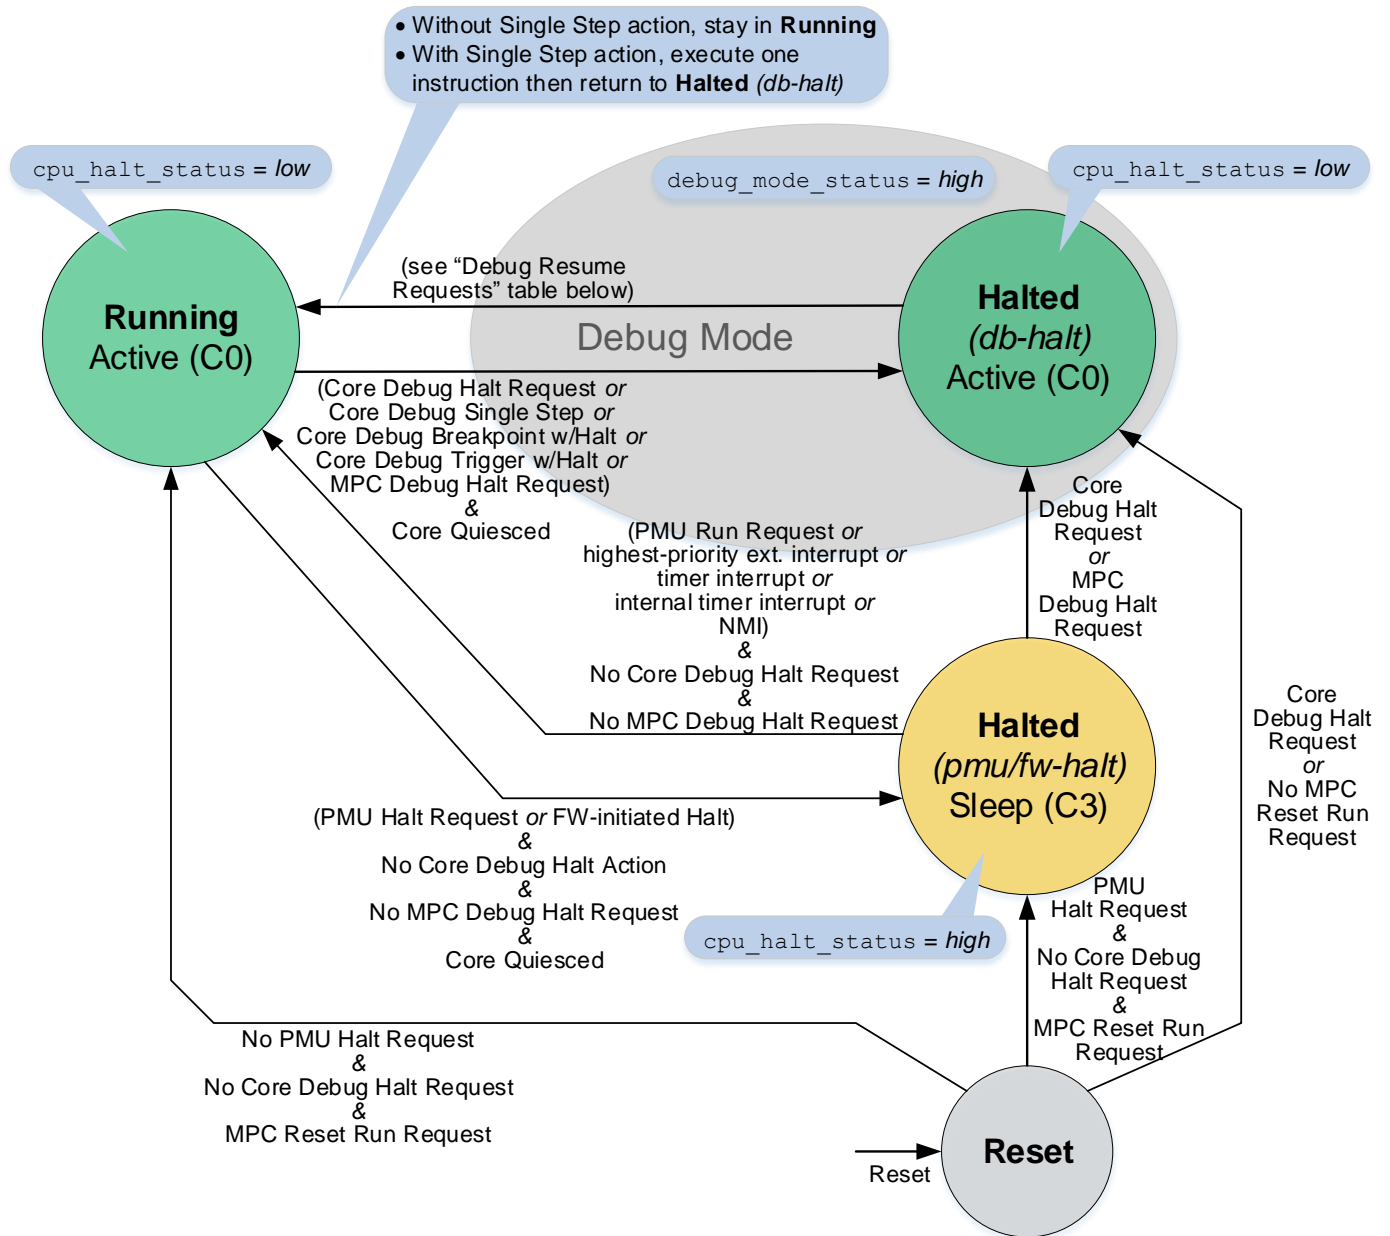 • Without Single Step action, stay in Running
• With Single Step action, execute one
instruction then return to Halted (db-halt)
cpu_halt_status = low
debug_mode_status = high
cpu_halt_status = low
(see “Debug Resume
Requests” table below)
Running
Active (C0)
Debug Mode
Halted
(db-halt)
Active (C0)
(Core Debug Halt Request or
Core Debug Single Step or
Core Debug Breakpoint w/Halt or
Core Debug Trigger w/Halt or
MPC Debug Halt Request)
&
Core Quiesced
(PMU Run Request or
highest-priority ext. interrupt or
timer interrupt or
internal timer interrupt or
NMI)
&
No Core Debug Halt Request
&
No MPC Debug Halt Request
Core
Debug Halt
Request
or
MPC
Debug Halt
Request
Core
Debug Halt
Request
or
No MPC
Reset Run
Request
Halted
(pmu/fw-halt)
Sleep (C3)
(PMU Halt Request or FW-initiated Halt)
&
No Core Debug Halt Action
&
No MPC Debug Halt Request
&
Core Quiesced
cpu_halt_status = high
PMU
Halt Request
&
No Core Debug
Halt Request
&
MPC Reset Run
Request
No PMU Halt Request
&
No Core Debug Halt Request
&
MPC Reset Run Request
Reset
Reset